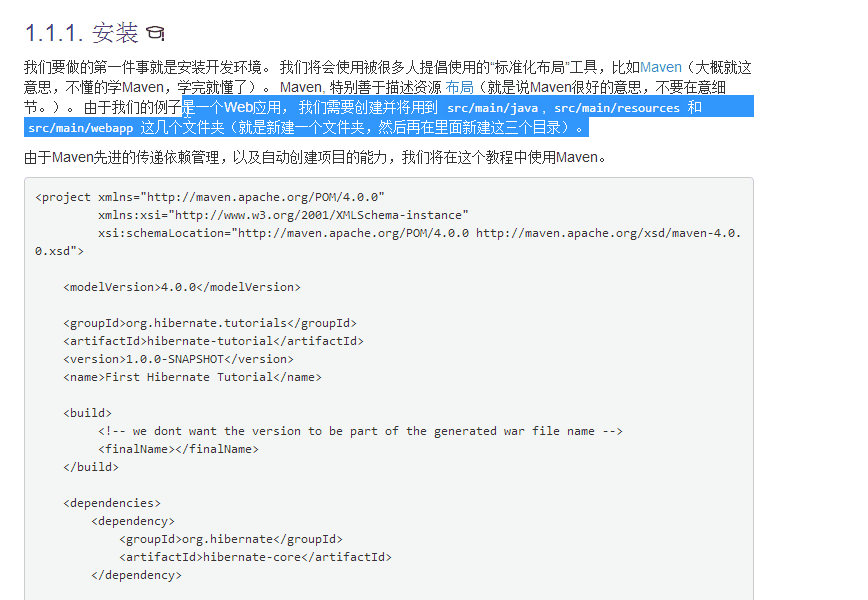 1.1.1. 安装
我们要做的第一件事就是安装开发环境。 我们将会使用被很多人提倡使用的“标准化布局”工具，比如Maven（大概就这
意思，不懂的学Maven，学完就懂了）。 Maven, 特别善于描述资源 布局（就是说Maven很好的意思，不要在意细
节。）。 由于我们的例子是一个Web应用， 我们需要创建并将用到 src/main/java, src/main/resources 和
src/main/webapp 这几个文件夹（就是新建一个文件夹，然后再在里面新建这三个目录）。
由于Maven先进的传递依赖管理，以及自动创建项目的能力，我们将在这个教程中使用Maven。
<project xmlns="http://maven.apache.org/POM/4.0.0"
xmlns:xsi="http://www.w3.org/2001/XMLSchema-instance"
xsi:schemaLocation="http://maven.apache.org/POM/4.0.0 http://maven.apache.org/xsd/maven-4.0.
0.xsd">
<modelVersion>4.0.0</modelVersion>
<groupId>org.hibernate.tutorials</groupId>
<artifactId>hibernate-tutorial</artifactId>
<version>1.0.0-SNAPSHOT</version>
<name>First Hibernate Tutorial</name>
<build>
<!-- we dont want the version to be part of the generated war file name -->
<finalName></finalName>
</build>
<dependencies>
<dependency>
<groupId>org.hibernate</groupId>
<artifactId>hibernate-core</artifactId>
</dependency>